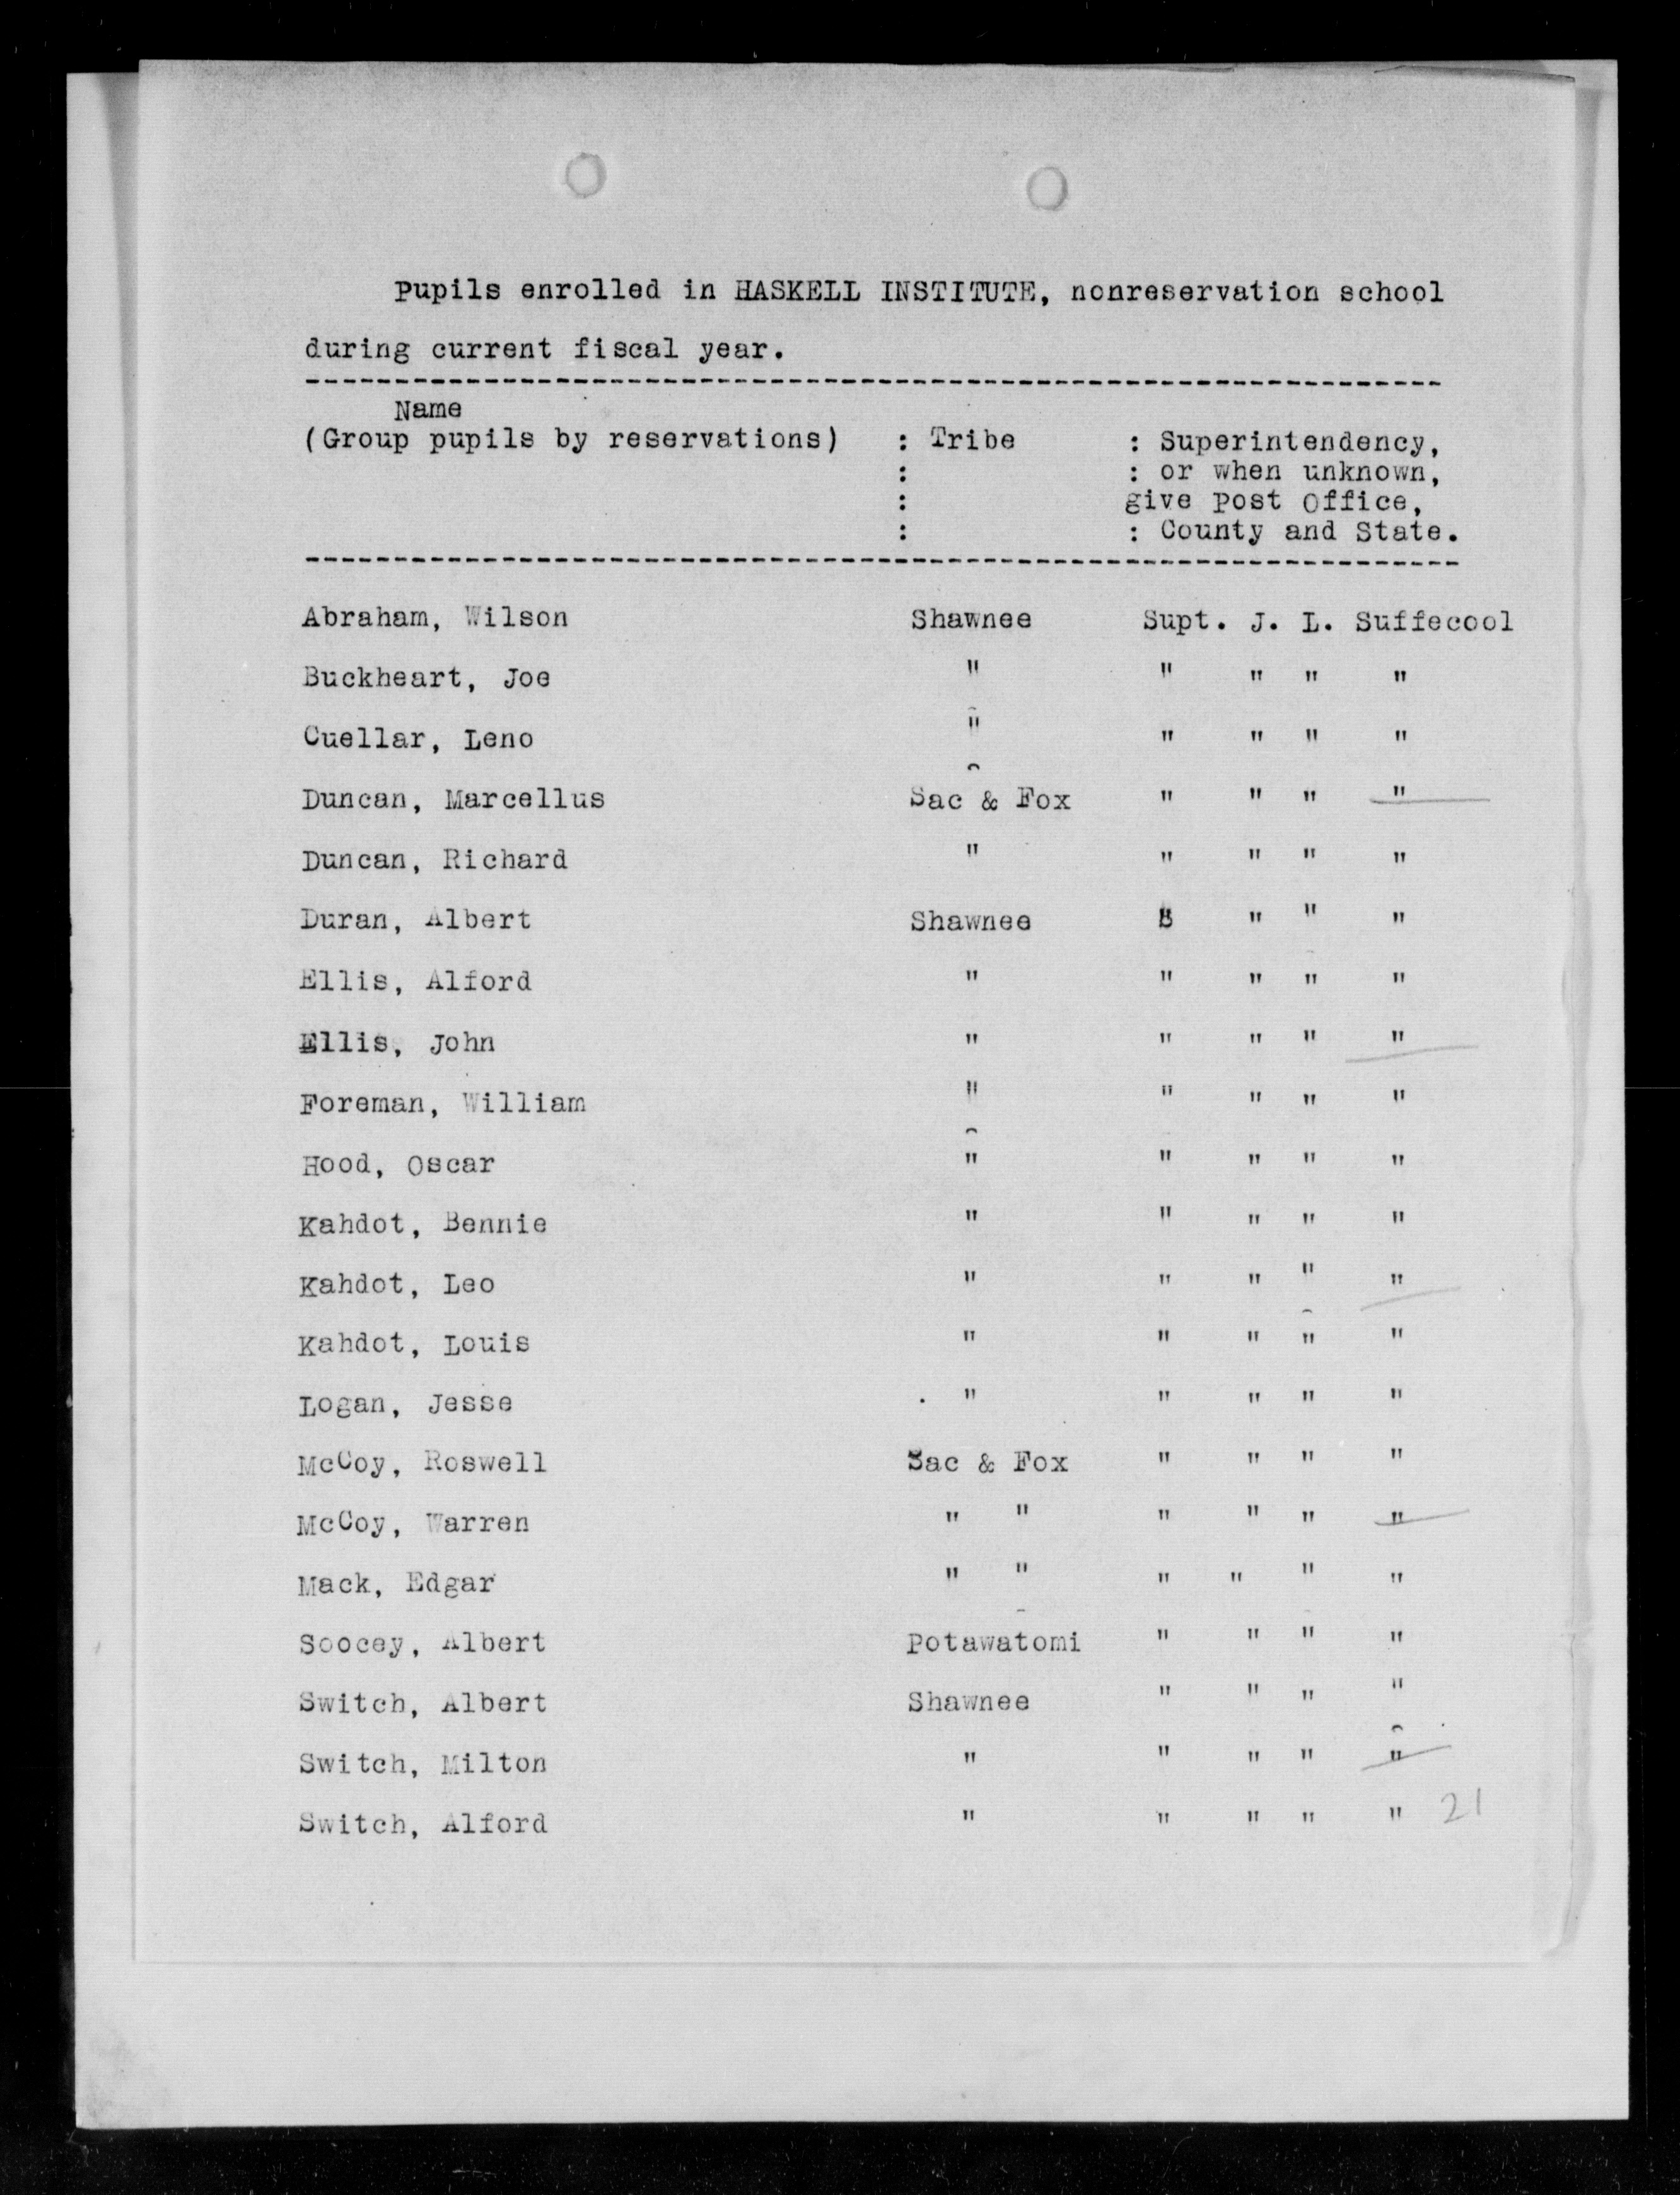 Pupils enrolled in HASKELL INSTITUTE, nonreservation school
during current fiscal year.
Name
(Group pupils by reservations) : Tribe : Superintendency,
: : or when unknown,
: give Post Office,
: : County and State.
Abraham, Wilson Shawnee Supt. J. L. Suffecool
Buckheart, Joe " " " " "
Cuellar, Leno " " " " "
Duncan, Marcellus Sac & Fox " " " "
Duncan, Richard " " " " "
Duran, Albert Shawnee " " " "
Ellis, Alford " " " " "
Ellis, John " " " " "
Foreman, William " " " " "
Hood, Oscar " " " " "
Kahdot, Bennie " " " " "
Kahdot, Leo " " " " "
Kahdot, Louis " " " " "
Logan, Jesse " " " " "
McCoy, Roswell Sac & Fox " " " "
McCoy, Warren " " " " " "
Mack, Edgar " " " " " "
Soocey, Albert Potawatomi " " " "
Switch, Albert Shawnee " " " "
Switch, Milton " " " " "
Switch, Alford " " " " " 21